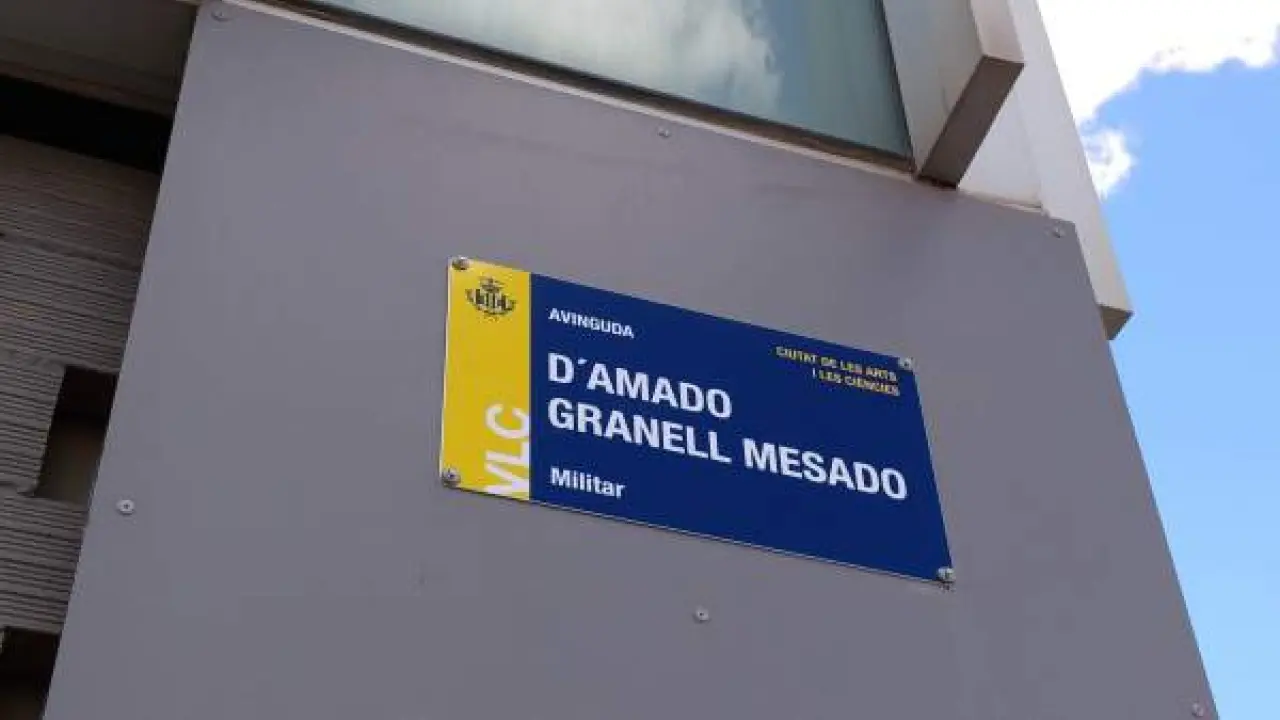 AVINGUDA
CIUTAT DE LES ARTS
I LES CIÈNCIES
D´AMADO
GRANELL MESADO
Militar
VLC